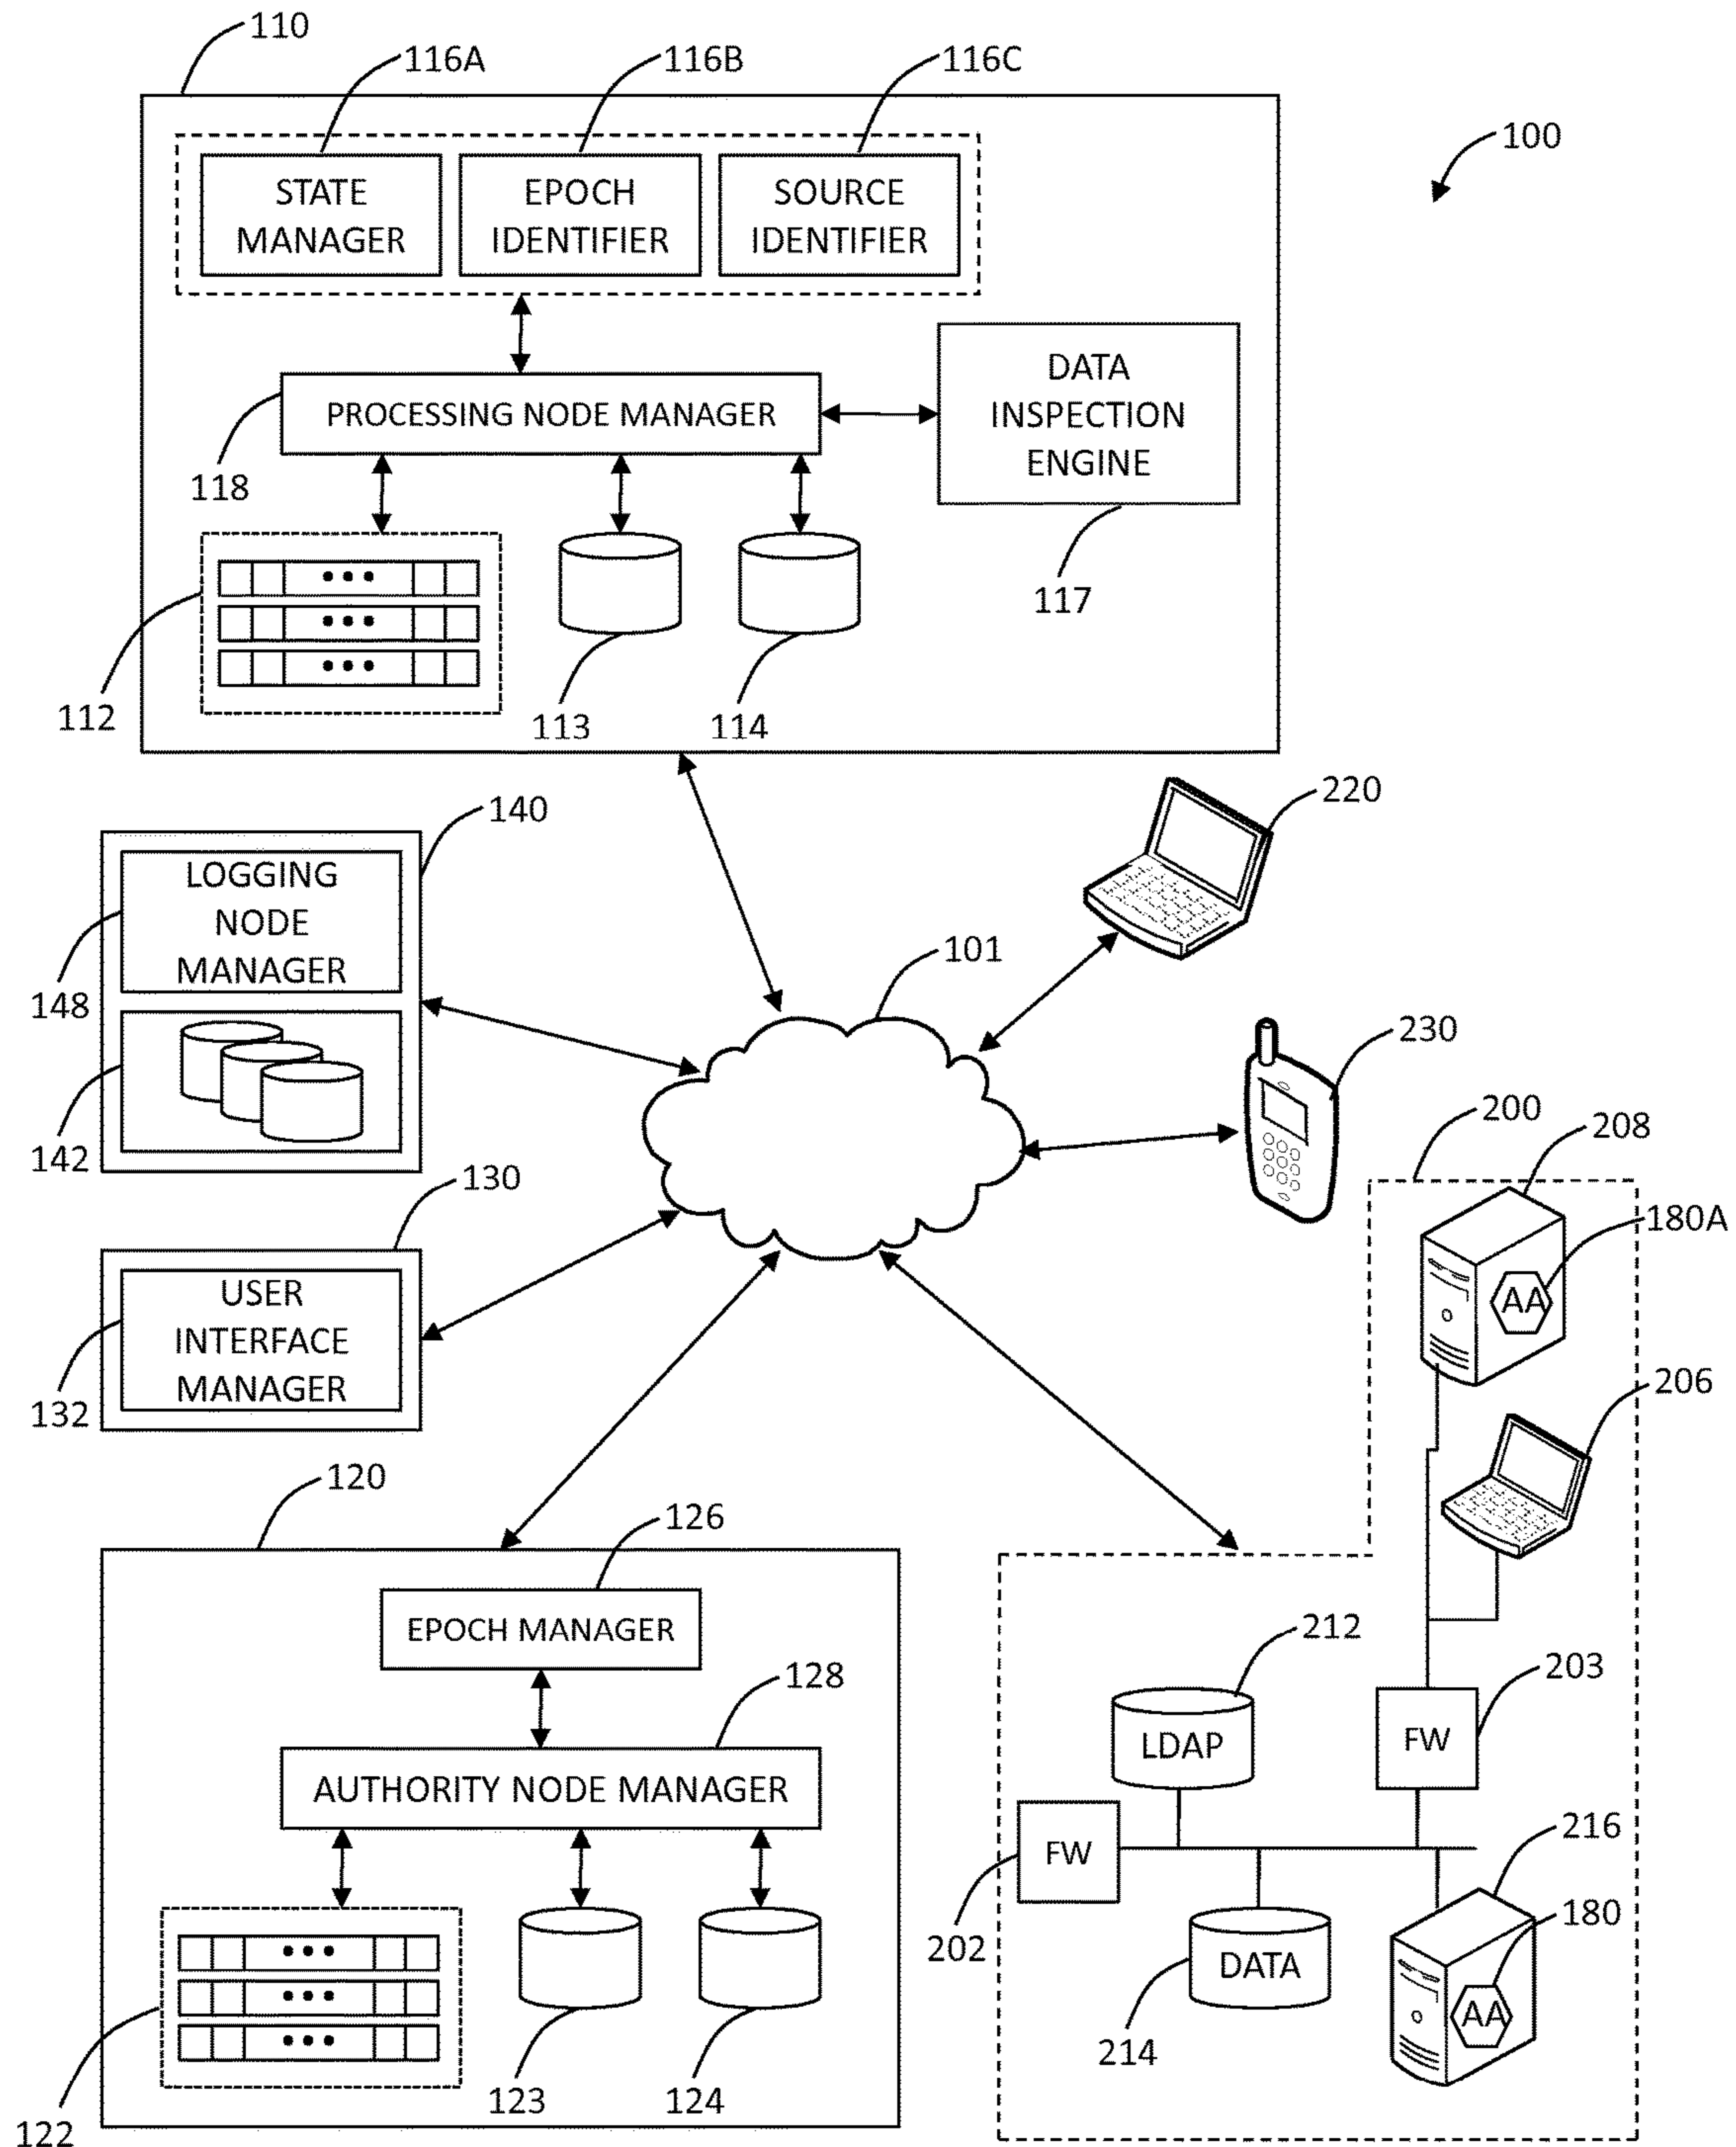 110
116A
116B
116C
100
STATE
MANAGER
EPOCH
IDENTIFIER
SOURCE
IDENTIFIER
DATA
INSPECTION
ENGINE
PROCESSING NODE MANAGER
118
117
112
113
114
140
220
LOGGING
NODE
MANAGER
148
101
230
142
200
208
130
180A
USER
INTERFACE
MANAGER
AA
132
206
120
126
EPOCH MANAGER
212
203
128
LDAP
FW
AUTHORITY NODE MANAGER
FW
216
180
202
DATA
AA
214
123
124
122